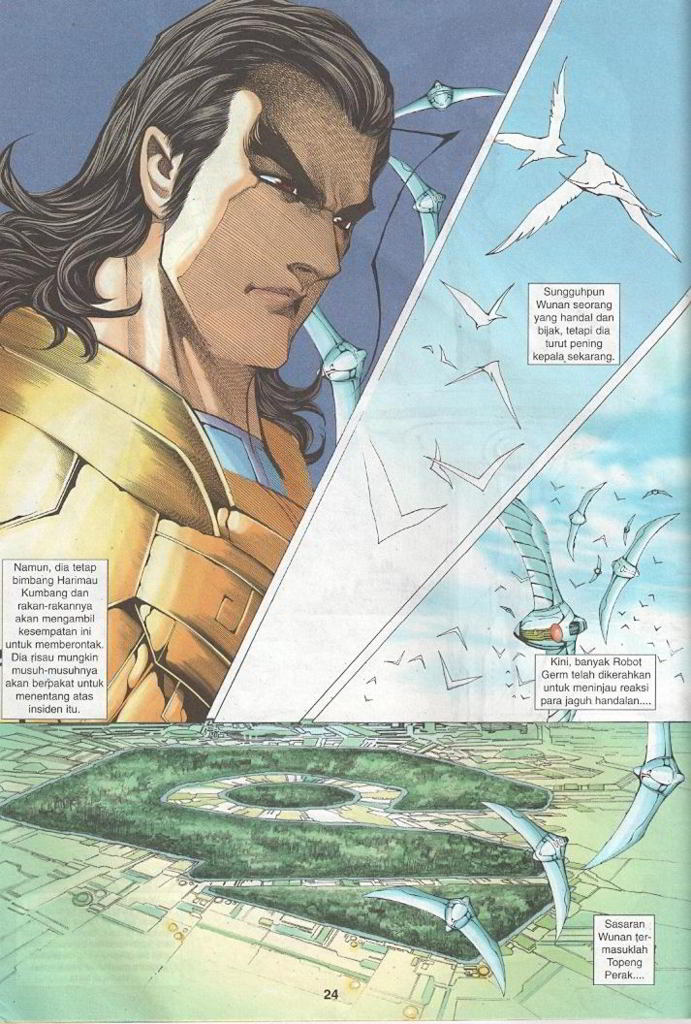 Sungguhpun
Wunan seorang
yang handal dan
bijak, tetapi dia
turut pening
kepala sekarang.
Namun, dia tetap
bimbang Harimau
Kumbang dan
rakan-rakannya
akan mengambil
kesempatan ini
untuk memberontak.
Dia risau mungkin
musuh-musuhnya
akan berpakat untuk
menentang atas
insiden itu.
Kini, banyak Robot
Germ telah dikerahkan
untuk meninjau reaksi
para jaguh handalan....
Sasaran
Wunan ter-
masuklah
Topeng
Perak....
24